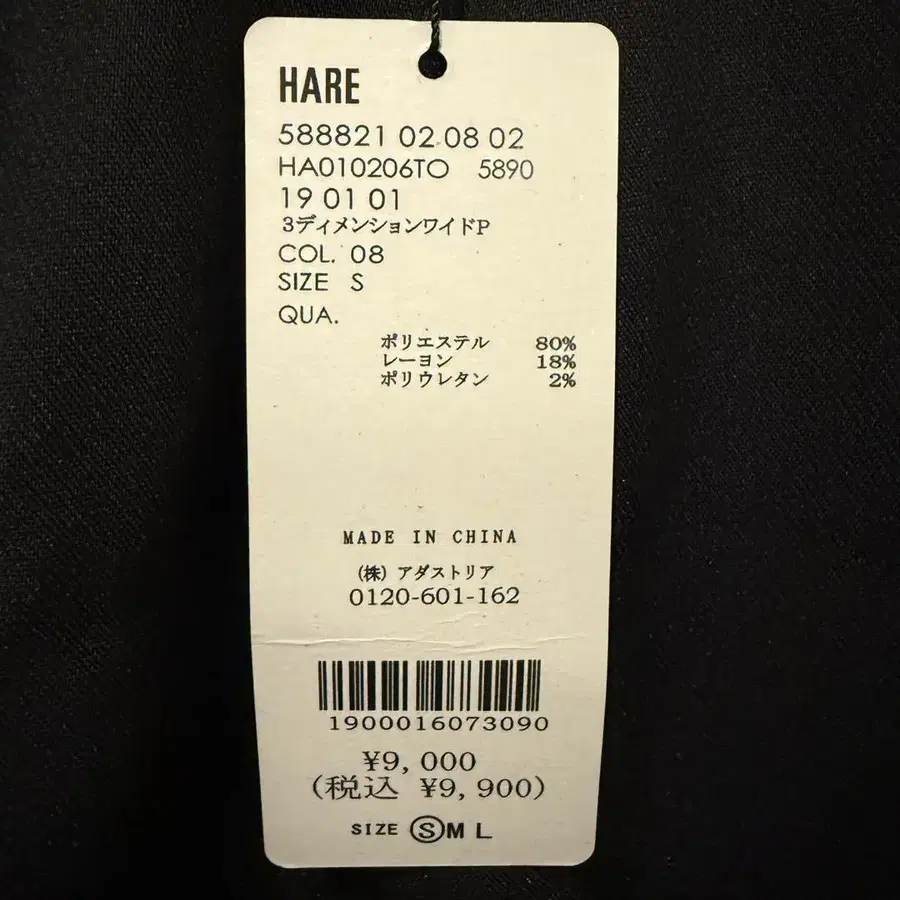 HARE
588821 02 08 02
HA010206TO 5890
19 01 01
3ディメンションワイドP
COL. 08
SIZE S
QUA.
ポリエステル 80%
レーヨン 18%
ポリウレタン 2%
MADE IN CHINA
(株) アダストリア
0120-601-162
1900016073090
¥9,000
(税込 ¥9,900)
SIZE S M L